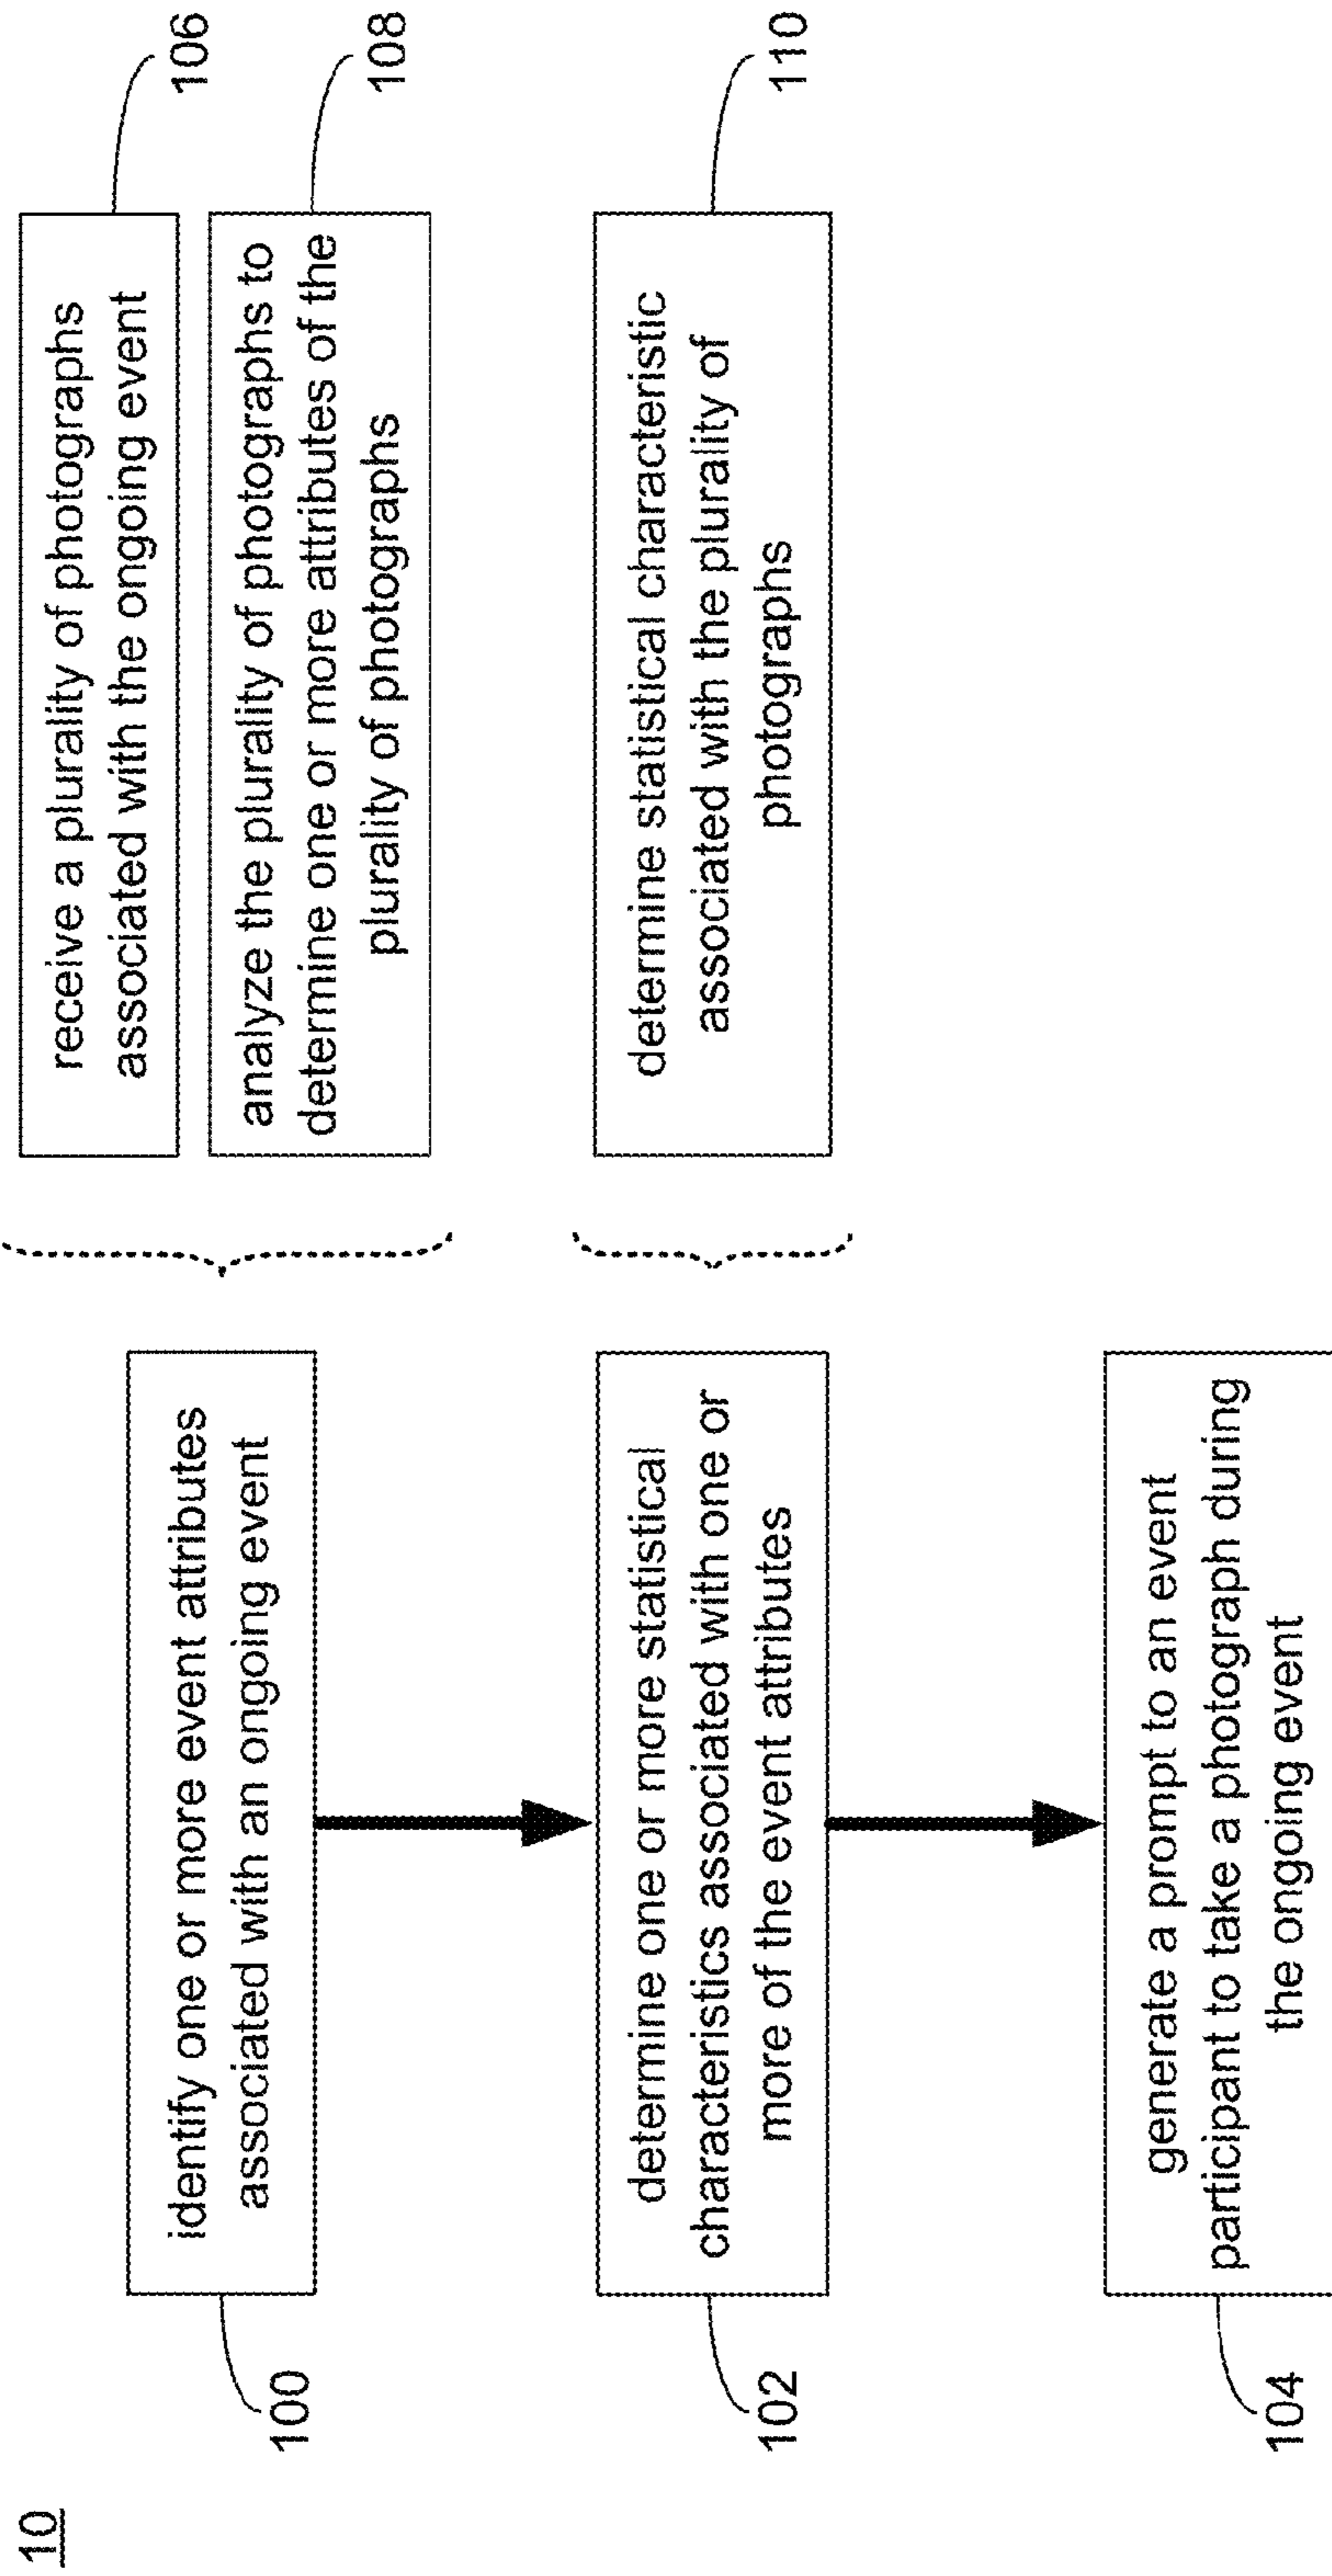 10
100
identify one or more event attributes
associated with an ongoing event
receive a plurality of photographs
associated with the ongoing event
106
analyze the plurality of photographs to
determine one or more attributes of the
plurality of photographs
108
102
determine one or more statistical
characteristics associated with one or
more of the event attributes
determine statistical characteristic
associated with the plurality of
photographs
110
104
generate a prompt to an event
participant to take a photograph during
the ongoing event